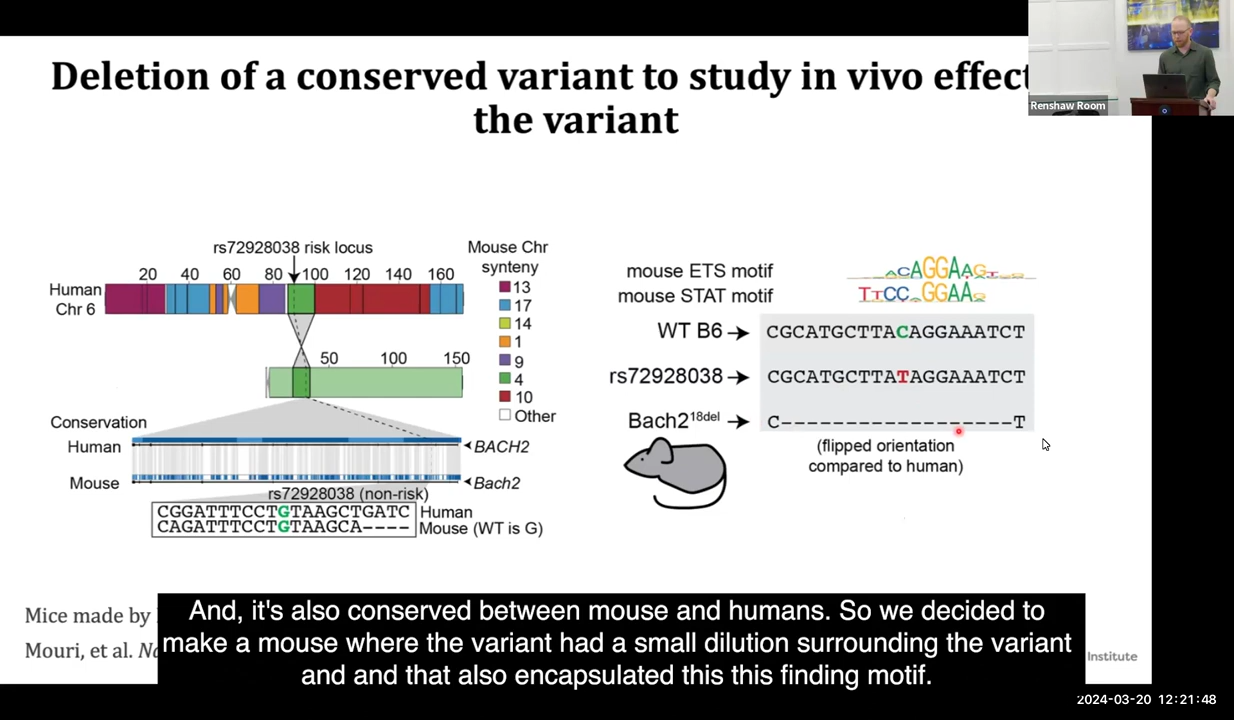 Deletion of a conserved variant to study in vivo effect
the variant
Renshaw Room
rs72928038 risk locus
20 40 60 80 100 120 140 160
Human
Chr 6
50 100 150
Mouse Chr
synteny
13
17
14
1
9
4
10
Other
Conservation
Human
BACH2
Mouse
Bach2
rs72928038 (non-risk)
CGGATTTCCTGTAAGCTGATC Human
CAGATTTCCTGTAAGCA---- Mouse (WT is G)
mouse ETS motif
ACAGGAAGT
mouse STAT motif
TTCC GGAA
WT B6 CGCATGCTTACAGGAAATCT
rs72928038 CGCATGCTTATAGGAAATCT
Bach218del C------------------T
(flipped orientation
compared to human)
Mice made by
Mouri, et al.
Institute
And, it's also conserved between mouse and humans. So we decided to
make a mouse where the variant had a small dilution surrounding the variant
and and that also encapsulated this this finding motif.
2024-03-20 12:21:48